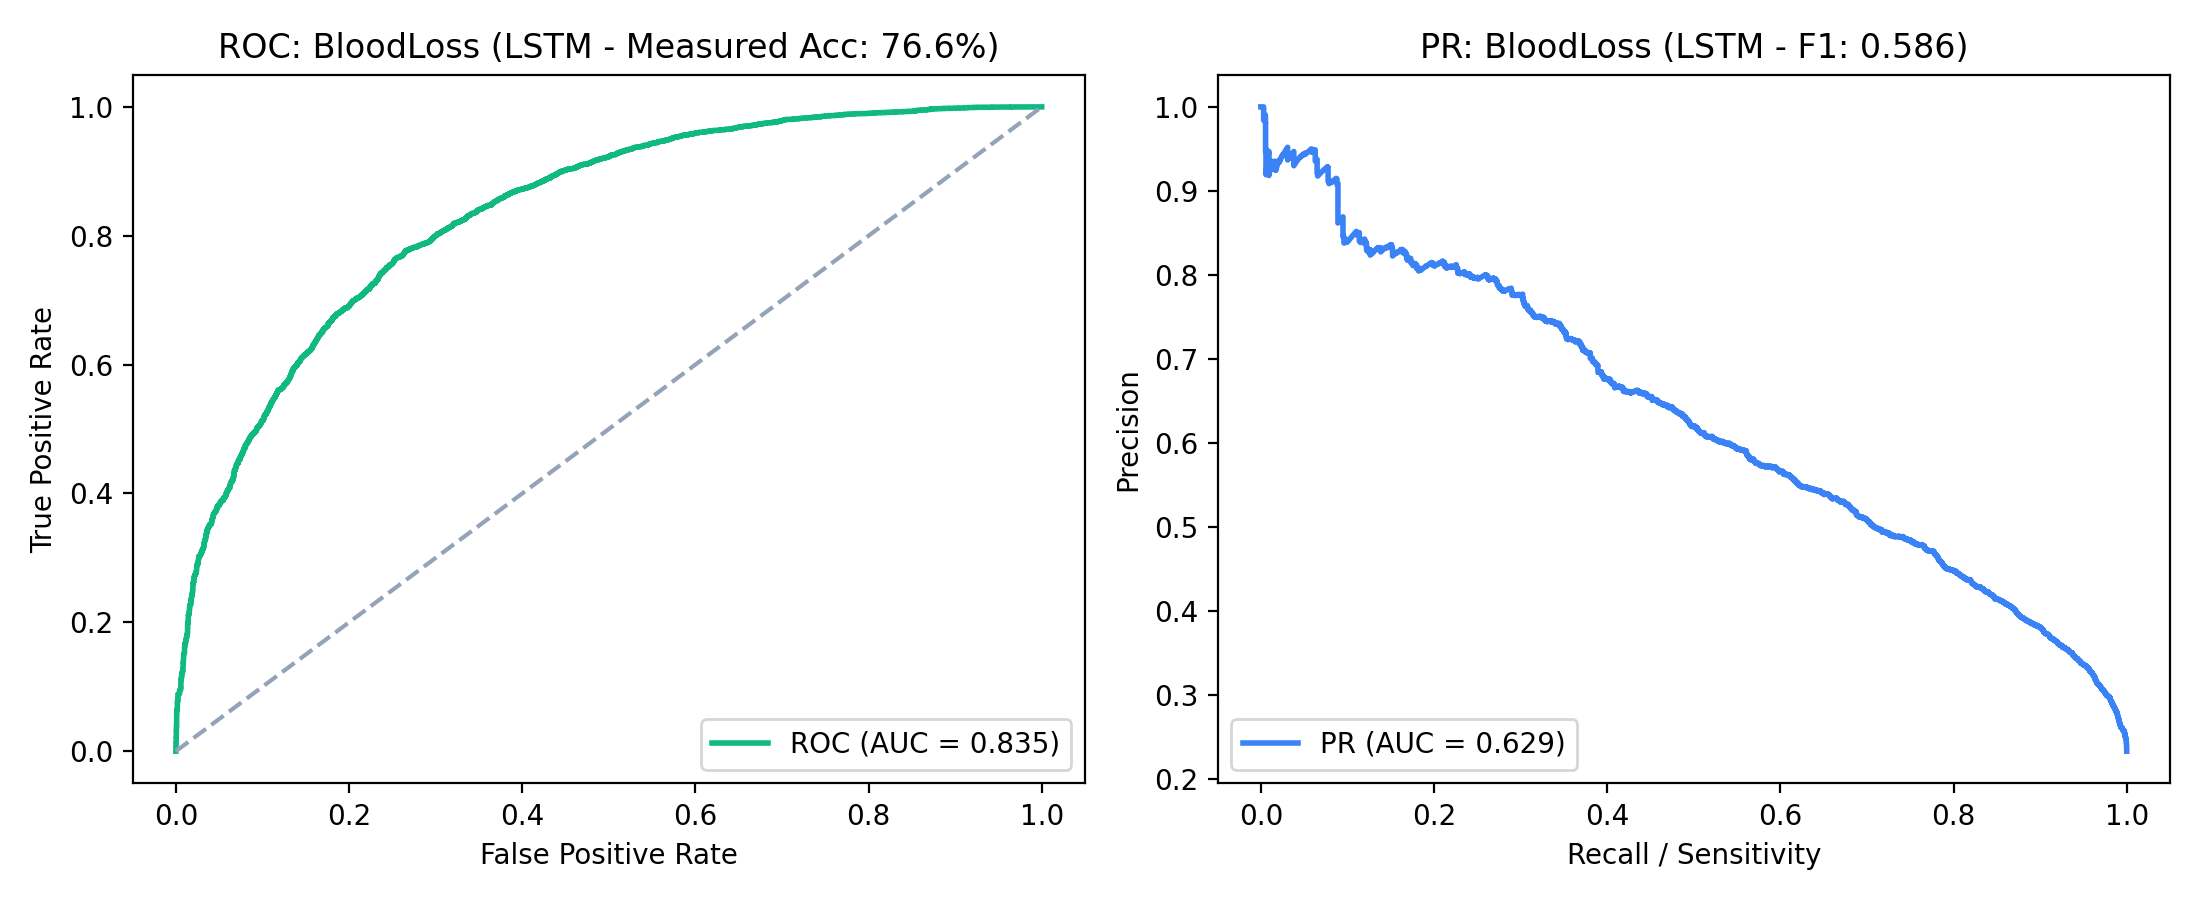 ROC: BloodLoss (LSTM - Measured Acc: 76.6%)
True Positive Rate
1.0
0.8
0.6
0.4
0.2
0.0
ROC (AUC = 0.835)
0.0 0.2 0.4 0.6 0.8 1.0
False Positive Rate
PR: BloodLoss (LSTM - F1: 0.586)
Precision
1.0
0.9
0.8
0.7
0.6
0.5
0.4
0.3
0.2
PR (AUC = 0.629)
0.0 0.2 0.4 0.6 0.8 1.0
Recall / Sensitivity